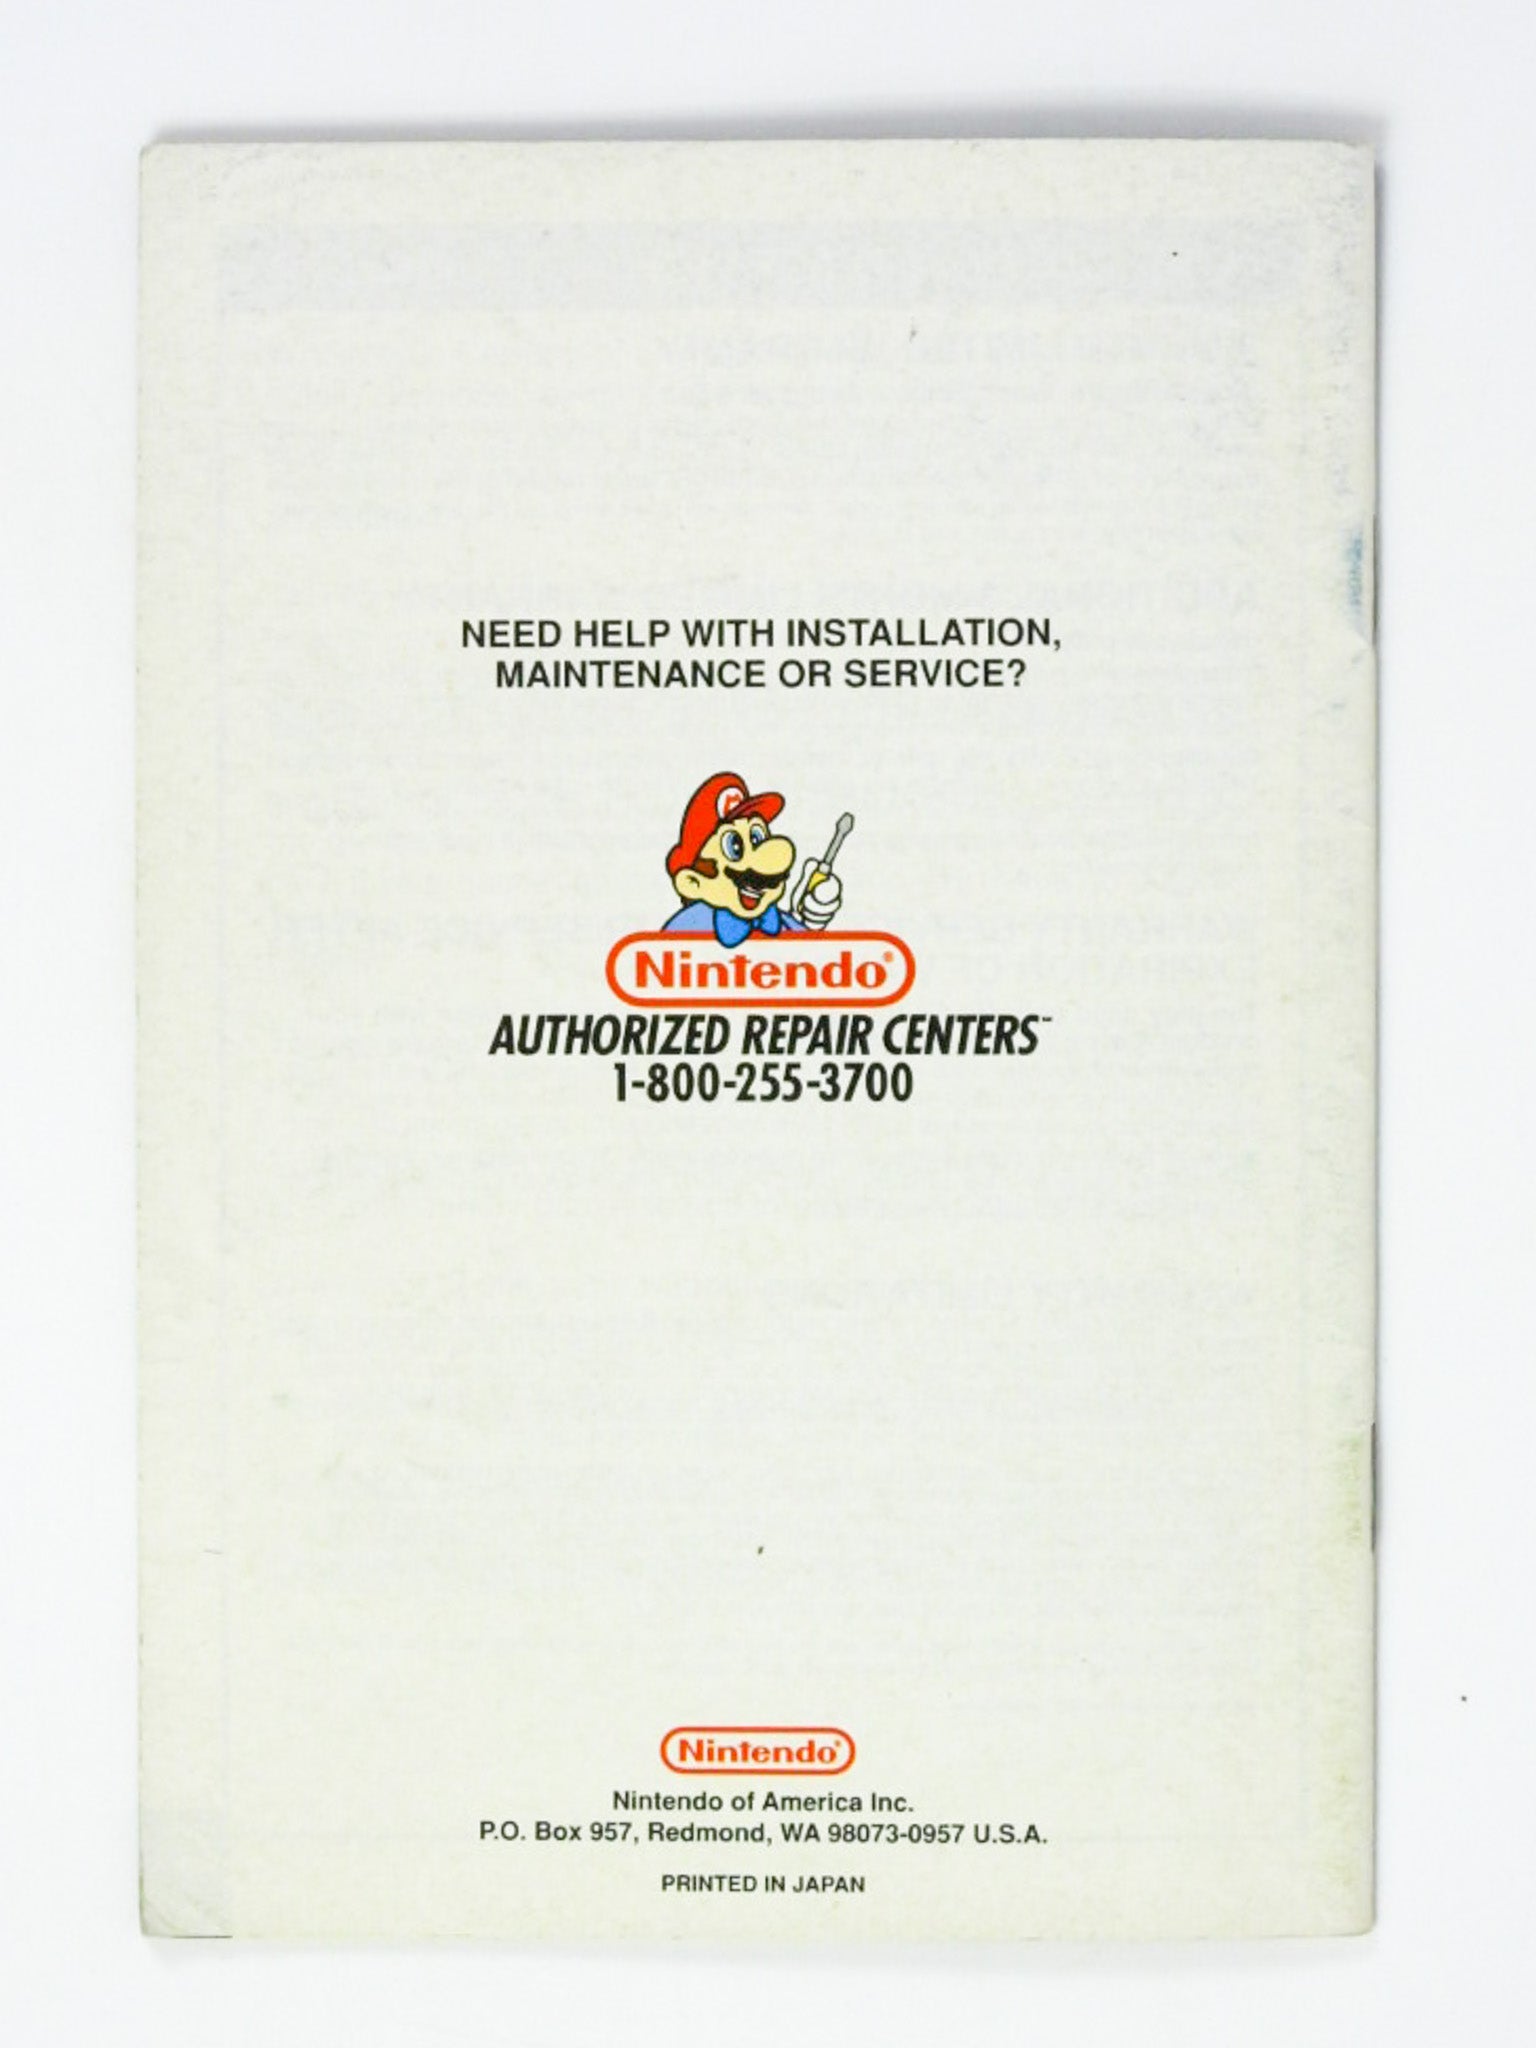 NEED HELP WITH INSTALLATION,
MAINTENANCE OR SERVICE?
M
Nintendo®
AUTHORIZED REPAIR CENTERS™
1-800-255-3700
Nintendo®
Nintendo of America Inc.
P.O. Box 957, Redmond, WA 98073-0957 U.S.A.
PRINTED IN JAPAN